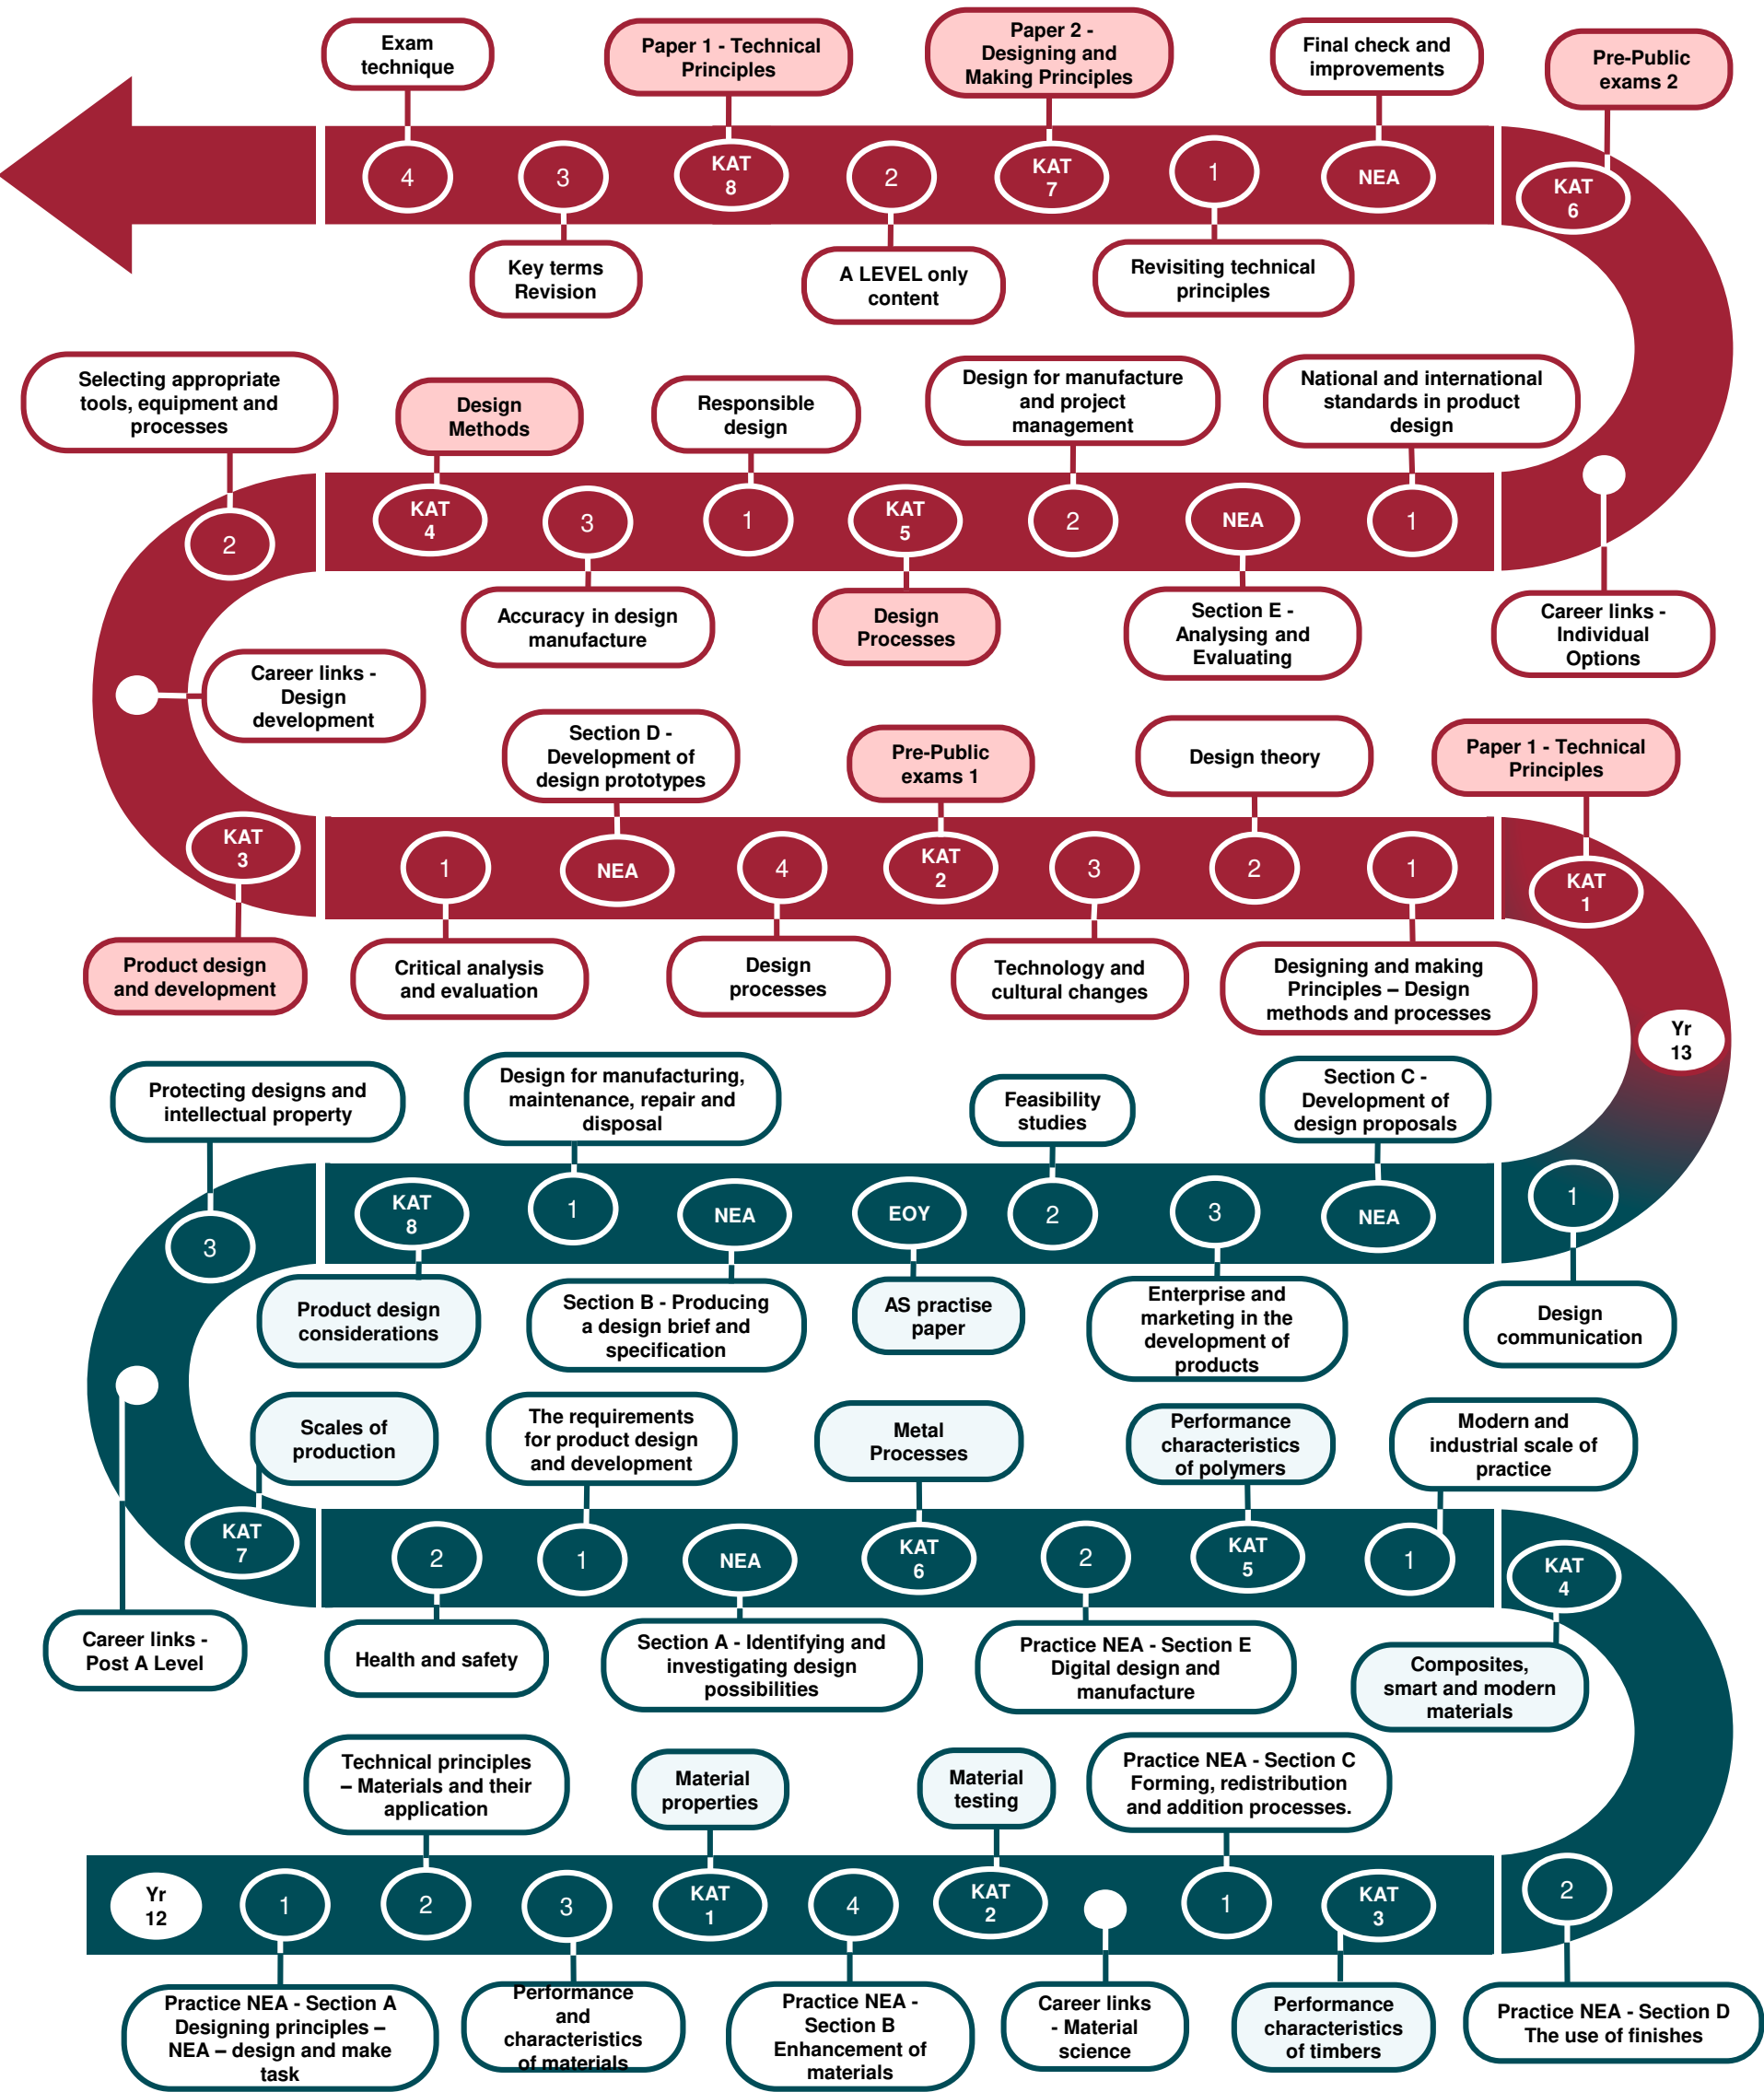 Exam
technique
Paper 1 - Technical
Principles
Paper 2 -
Designing and
Making Principles
Final check and
improvements
Pre-Public
exams 2
4
3
KAT
8
2
KAT
7
1
NEA
KAT
6
Key terms
Revision
A LEVEL only
content
Revisiting technical
principles
Selecting appropriate
tools, equipment and
processes
Design
Methods
Responsible
design
Design for manufacture
and project
management
National and international
standards in product
design
2
KAT
4
3
1
KAT
5
2
NEA
1
Accuracy in design
manufacture
Design
Processes
Section E -
Analysing and
Evaluating
Career links -
Individual
Options
Career links -
Design
development
Section D -
Development of
design prototypes
Pre-Public
exams 1
Design theory
Paper 1 - Technical
Principles
KAT
3
1
NEA
4
KAT
2
3
2
1
KAT
1
Product design
and development
Critical analysis
and evaluation
Design
processes
Technology and
cultural changes
Designing and making
Principles – Design
methods and processes
Yr
13
Protecting designs and
intellectual property
Design for manufacturing,
maintenance, repair and
disposal
Feasibility
studies
Section C -
Development of
design proposals
3
KAT
8
1
NEA
EOY
2
3
NEA
1
Product design
considerations
Section B - Producing
a design brief and
specification
AS practise
paper
Enterprise and
marketing in the
development of
products
Design
communication
Scales of
production
The requirements
for product design
and development
Metal
Processes
Performance
characteristics
of polymers
Modern and
industrial scale of
practice
KAT
7
2
1
NEA
KAT
6
2
KAT
5
1
KAT
4
Career links -
Post A Level
Health and safety
Section A - Identifying and
investigating design
possibilities
Practice NEA - Section E
Digital design and
manufacture
Composites,
smart and modern
materials
Technical principles
– Materials and their
application
Material
properties
Material
testing
Practice NEA - Section C
Forming, redistribution
and addition processes.
Yr
12
1
2
3
KAT
1
4
KAT
2
1
KAT
3
2
Practice NEA - Section A
Designing principles –
NEA – design and make
task
Performance
and
characteristics
of materials
Practice NEA -
Section B
Enhancement of
materials
Career links
- Material
science
Performance
characteristics
of timbers
Practice NEA - Section D
The use of finishes